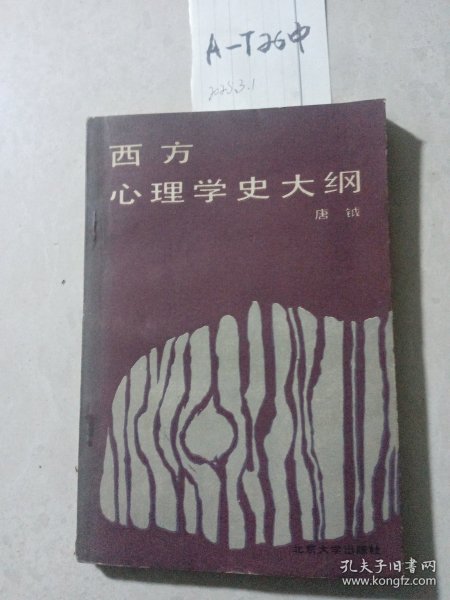 A-T26中
2025.3.1
西方
心理学史大纲
唐钺
北京大学出版社
孔夫子旧书网
www.kongfz.com